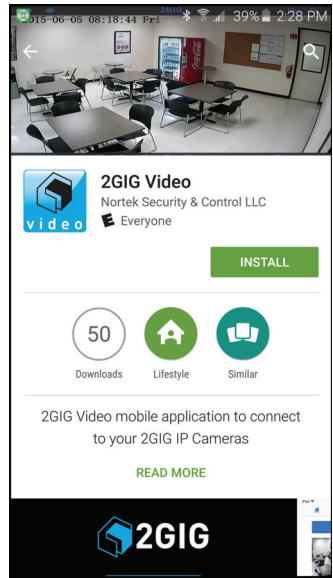 2015-06-05 08:18:44 Fri
39% 2:28 PM
Coca-Cola
video
2GIG Video
Nortek Security & Control LLC
E Everyone
INSTALL
50
Downloads
Lifestyle
Similar
2GIG Video mobile application to connect
to your 2GIG IP Cameras
READ MORE
2GIG